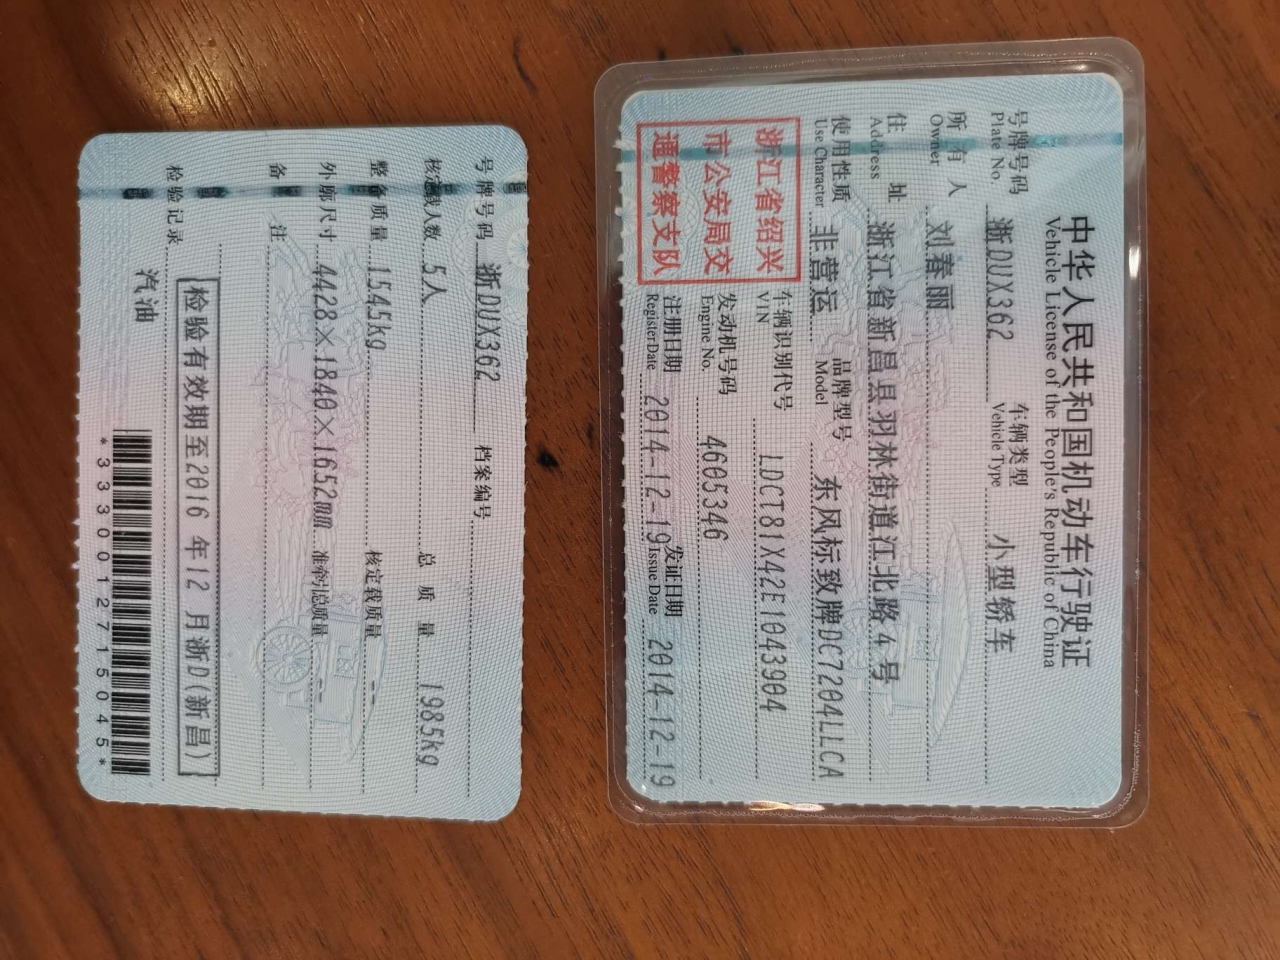 中华人民共和国机动车行驶证
Vehicle License of the People's Republic of China
号牌号码 浙DUX362 车辆类型 小型轿车
Plate No. Vehicle Type
所有人 刘春丽
Owner
住址 浙江省新昌县羽林街道江北路4号
Address
使用性质 非营运 品牌型号 东风标致牌DC7204LLCA
Use Character Model
浙江省绍兴
市公安局交
通警察支队
车辆识别代号 LDCT81X42E1043904
VIN
发动机号码 4605346
Engine No.
注册日期 2014-12-19 发证日期 2014-12-19
Register Date Issue Date
号牌号码 浙DUX362 档案编号
核定载人数 5人 总质量 1985kg
整备质量 1545kg 核定载质量 --
外廓尺寸 4428×1840×1652mm 准牵引总质量 --
备注
检验有效期至2016年12月浙D(新昌)
检验记录
汽油
*3330012715045*